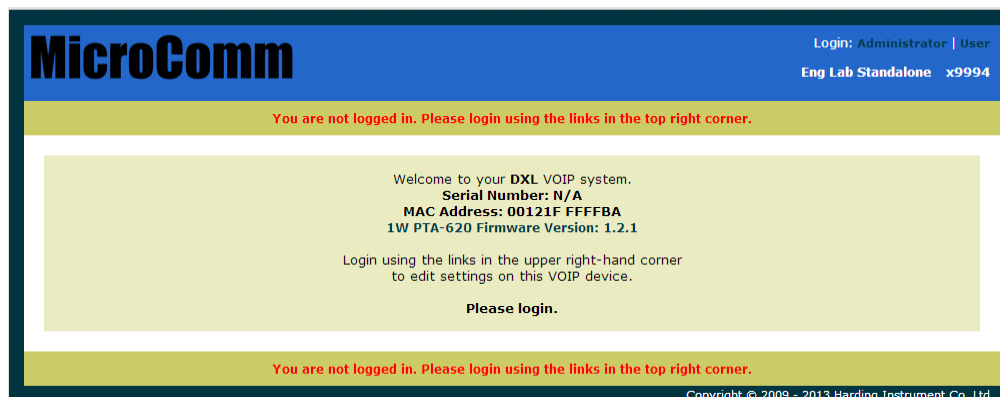 MicroComm
Login: Administrator | User
Eng Lab Standalone x9994
You are not logged in. Please login using the links in the top right corner.
Welcome to your DXL VOIP system.
Serial Number: N/A
MAC Address: 00121F FFFFBA
1W PTA-620 Firmware Version: 1.2.1
Login using the links in the upper right-hand corner
to edit settings on this VOIP device.
Please login.
You are not logged in. Please login using the links in the top right corner.
Copyright © 2009 - 2013 Harding Instrument Co. Ltd.